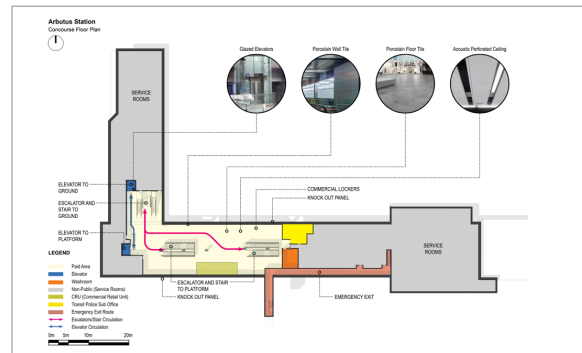 Arbutus Station
Concourse Floor Plan
Glazed Elevators
Porcelain Wall Tile
Porcelain Floor Tile
Acoustic Perforated Ceiling
SERVICE
ROOMS
ELEVATOR TO
GROUND
ESCALATOR AND
STAIR TO
GROUND
ELEVATOR TO
PLATFORM
COMMERCIAL LOCKERS
KNOCK OUT PANEL
SERVICE
ROOMS
ESCALATOR AND STAIR
TO PLATFORM
KNOCK OUT PANEL
EMERGENCY EXIT
LEGEND
Paid Area
Elevator
Washroom
Non-Public (Service Rooms)
CRU (Commercial Retail Unit)
Transit Police Sub Office
Emergency Exit Route
Escalators/Stair Circulation
Elevator Circulation
0m 5m 10m 20m